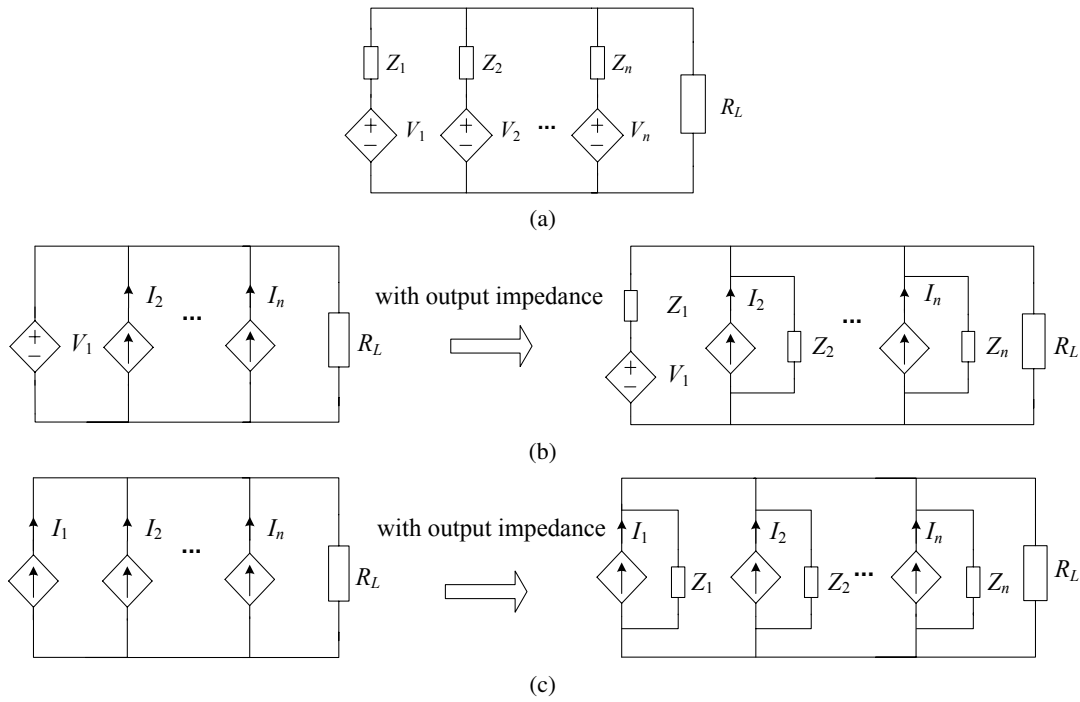 Z1 Z2 Zn
V1 V2 ... Vn RL
(a)
I2 ... In
V1 RL
with output impedance
Z1 I2 Z2 ... In Zn RL
V1
(b)
I1 I2 ... In RL
with output impedance
I1 Z1 I2 Z2 ... In Zn RL
(c)